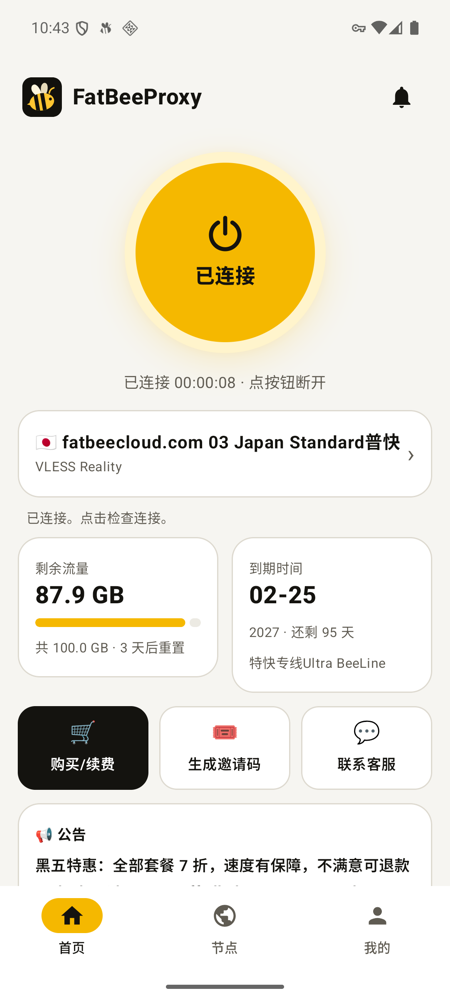 10:43
FatBeeProxy
已连接
已连接 00:00:08 · 点按钮断开
fatbeecloud.com 03 Japan Standard普快
VLESS Reality
已连接。点击检查连接。
剩余流量
87.9 GB
共 100.0 GB · 3 天后重置
到期时间
02-25
2027 · 还剩 95 天
特快专线Ultra BeeLine
购买/续费
生成邀请码
联系客服
公告
黑五特惠：全部套餐 7 折，速度有保障，不满意可退款
首页
节点
我的